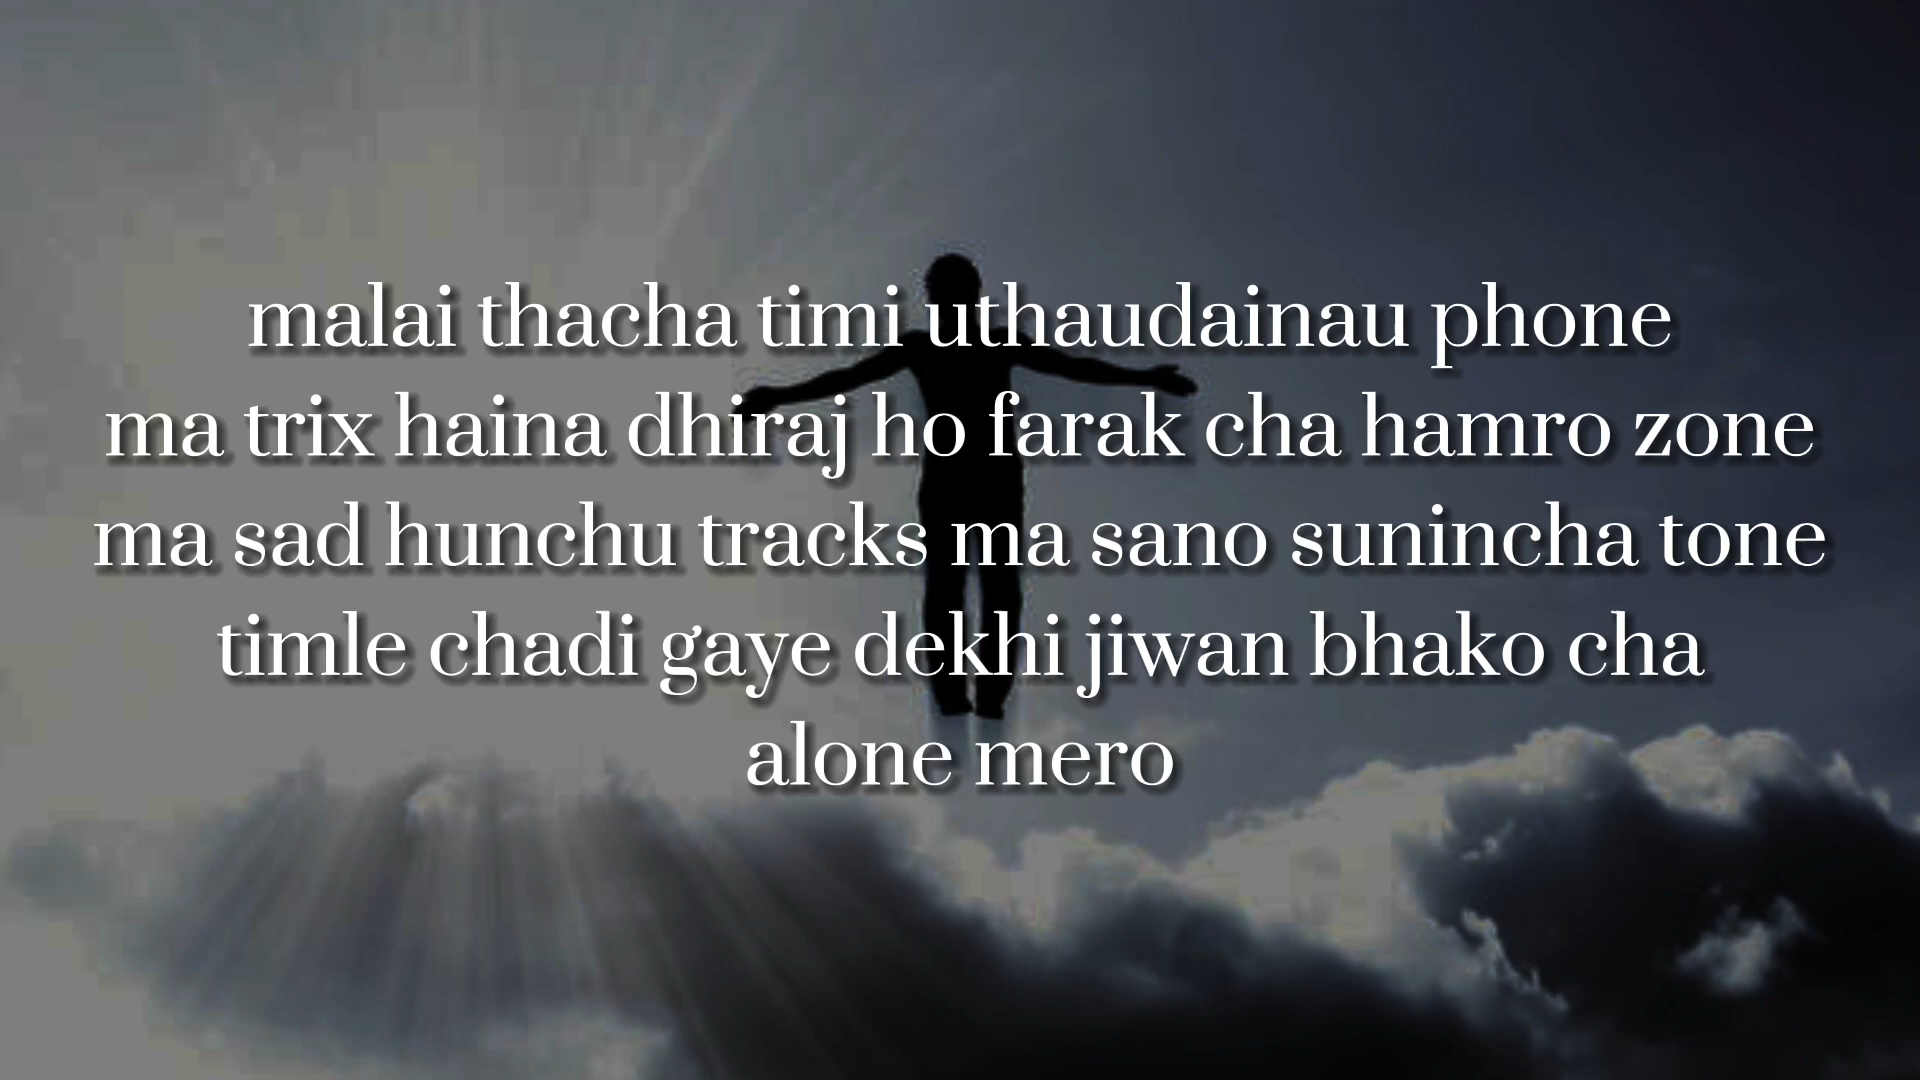 malai thacha timi uthaudainau phone
ma trix haina dhiraj ho farak cha hamro zone
ma sad hunchu tracks ma sano sunincha tone
timle chadi gaye dekhi jiwan bhako cha
alone mero